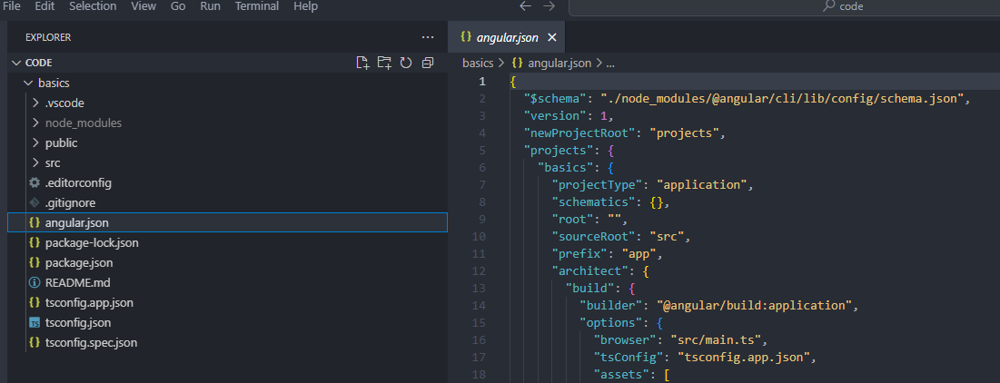 File Edit Selection View Go Run Terminal Help
code
EXPLORER
angular.json
CODE
basics > angular.json > ...
basics
.vscode
node_modules
public
src
.editorconfig
.gitignore
angular.json
package-lock.json
package.json
README.md
tsconfig.app.json
tsconfig.json
tsconfig.spec.json
1 {
2 "$schema": "./node_modules/@angular/cli/lib/config/schema.json",
3 "version": 1,
4 "newProjectRoot": "projects",
5 "projects": {
6 "basics": {
7 "projectType": "application",
8 "schematics": {},
9 "root": "",
10 "sourceRoot": "src",
11 "prefix": "app",
12 "architect": {
13 "build": {
14 "builder": "@angular/build:application",
15 "options": {
16 "browser": "src/main.ts",
17 "tsConfig": "tsconfig.app.json",
18 "assets": [